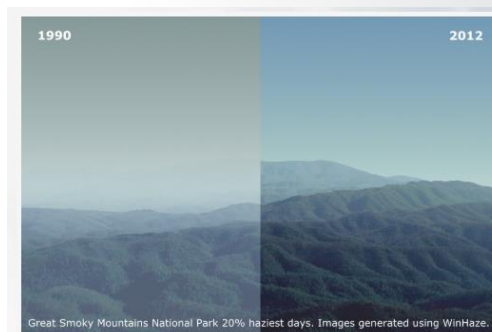 1990
2012
Great Smoky Mountains National Park 20% haziest days. Images generated using WinHaze.